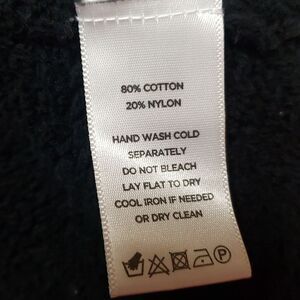 80% COTTON
20% NYLON
HAND WASH COLD
SEPARATELY
DO NOT BLEACH
LAY FLAT TO DRY
COOL IRON IF NEEDED
OR DRY CLEAN
P